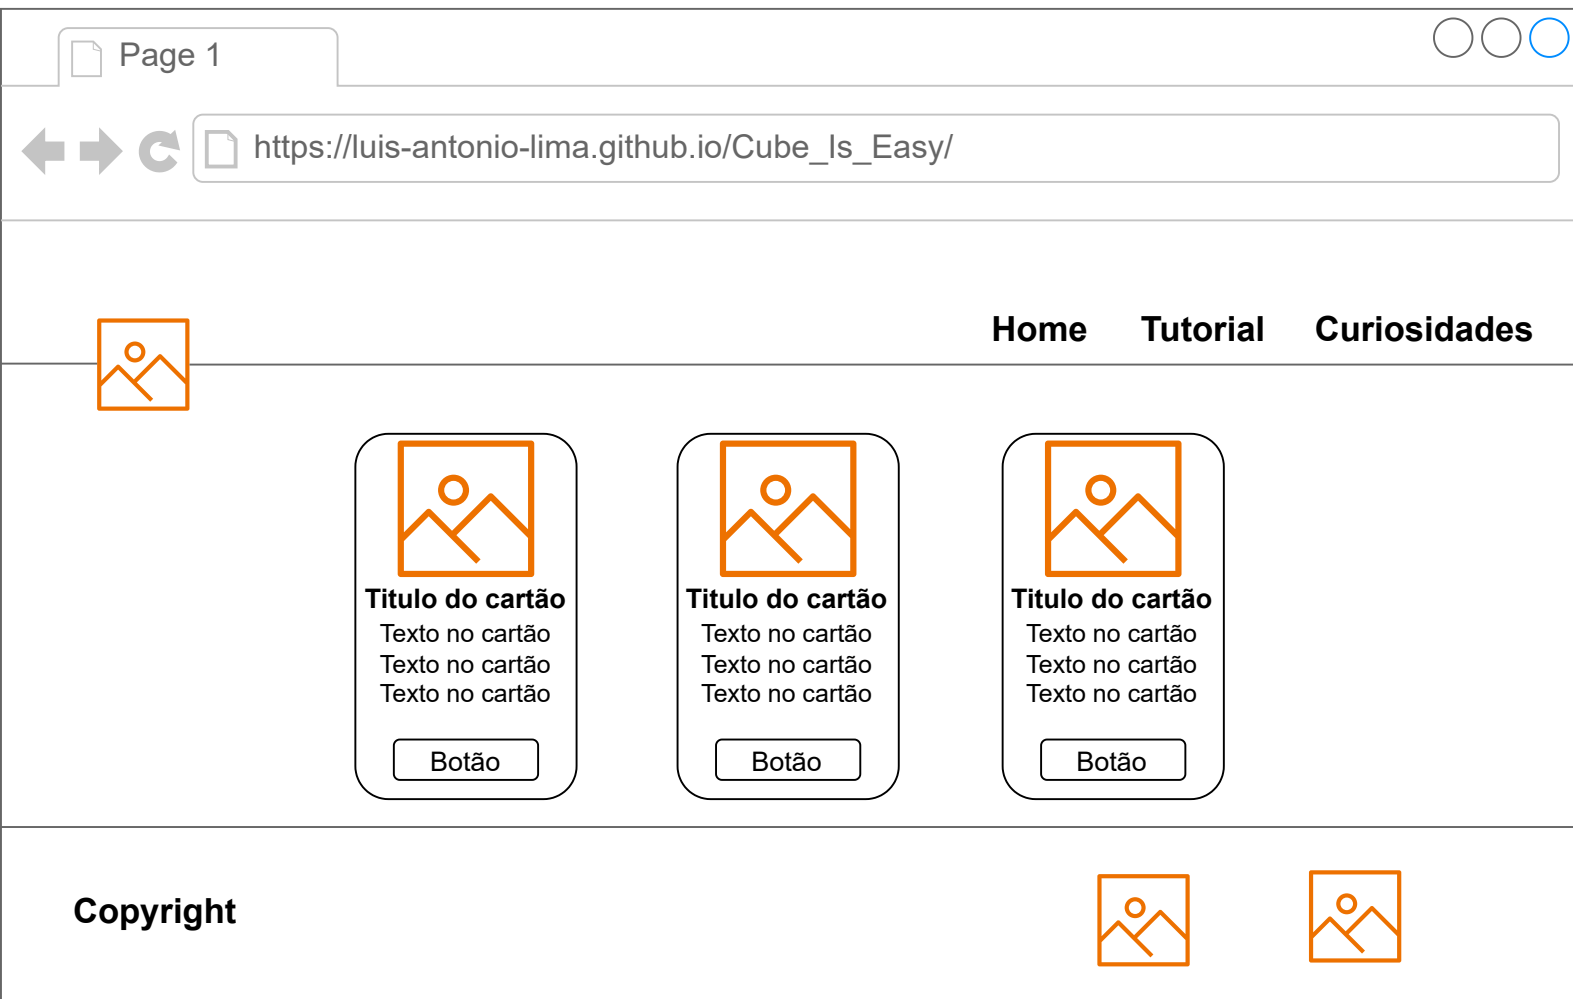 Page 1
https://luis-antonio-lima.github.io/Cube_Is_Easy/
Home Tutorial Curiosidades
Titulo do cartão
Texto no cartão
Texto no cartão
Texto no cartão
Botão
Titulo do cartão
Texto no cartão
Texto no cartão
Texto no cartão
Botão
Titulo do cartão
Texto no cartão
Texto no cartão
Texto no cartão
Botão
Copyright